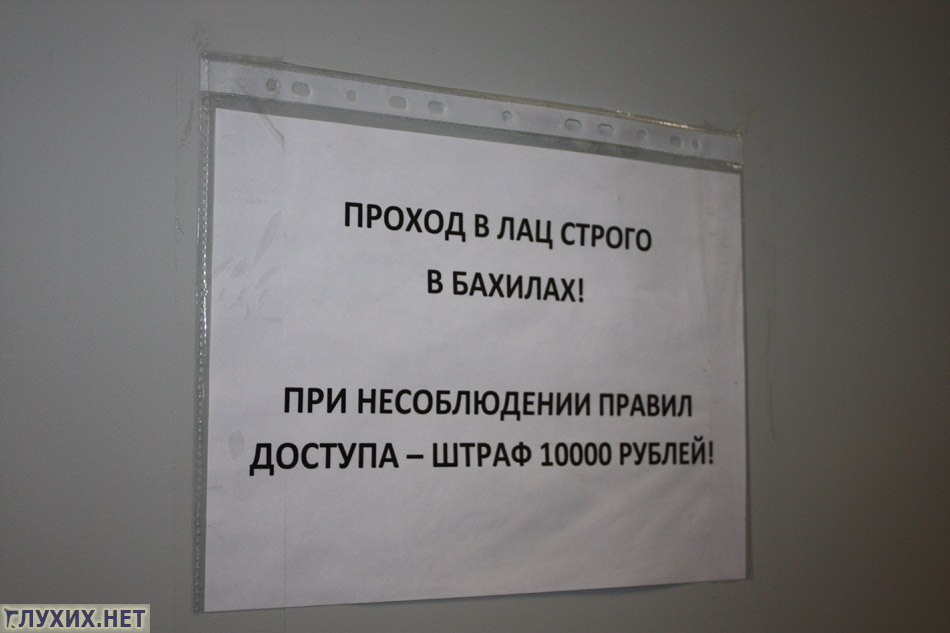 ПРОХОД В ЛАЦ СТРОГО
В БАХИЛАХ!
ПРИ НЕСОБЛЮДЕНИИ ПРАВИЛ
ДОСТУПА – ШТРАФ 10000 РУБЛЕЙ!
ГЛУХИХ.НЕТ